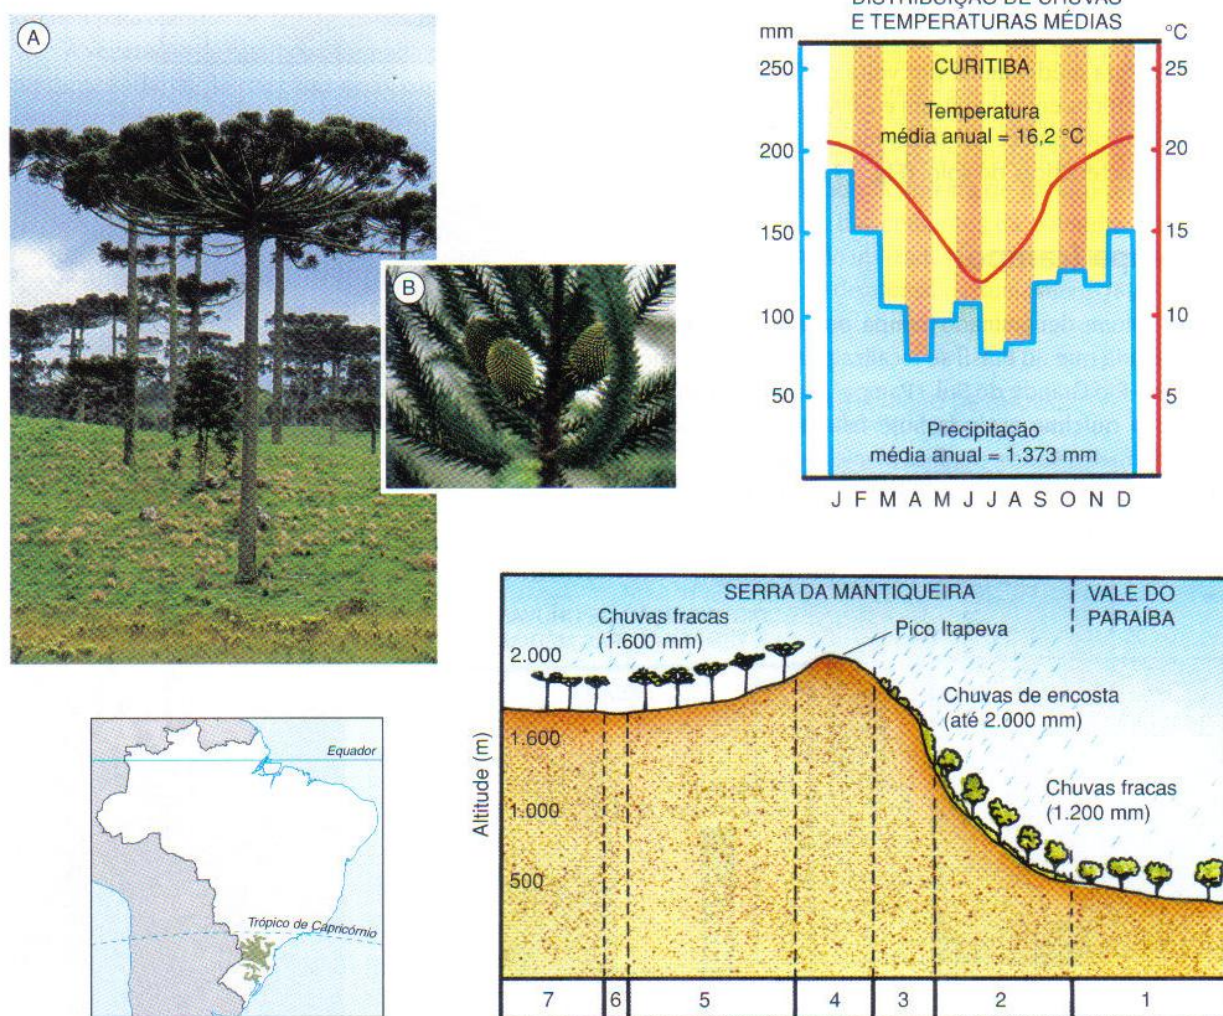 A
B
DISTRIBUIÇÃO DE CHUVAS
E TEMPERATURAS MÉDIAS
mm
°C
250
200
150
100
50
25
20
15
10
5
CURITIBA
Temperatura
média anual = 16,2 °C
Precipitação
média anual = 1.373 mm
J F M A M J J A S O N D
Equador
Trópico de Capricórnio
SERRA DA MANTIQUEIRA
VALE DO
PARAÍBA
Chuvas fracas
(1.600 mm)
Pico Itapeva
Chuvas de encosta
(até 2.000 mm)
Chuvas fracas
(1.200 mm)
Altitude (m)
2.000
1.600
1.000
500
7 6 5 4 3 2 1